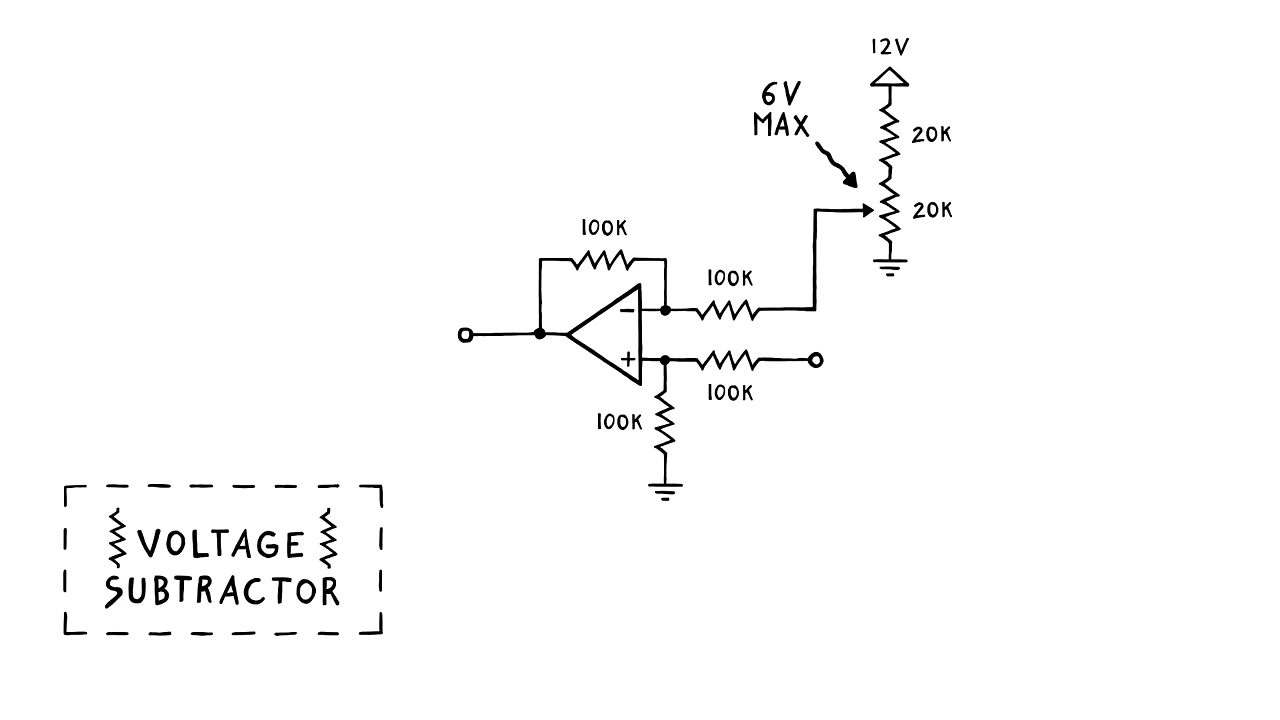 12V
6V
MAX
20K
20K
100K
100K
−
+
100K
100K
VOLTAGE
SUBTRACTOR